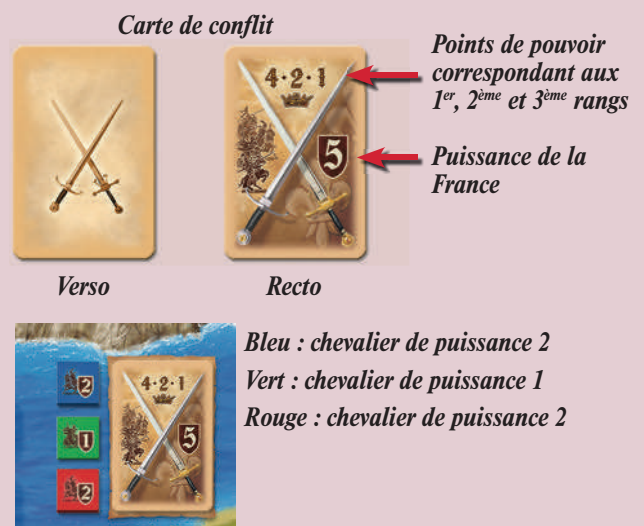 Carte de conflit
4·2·1
5
Points de pouvoir
correspondant aux
1er, 2ème et 3ème rangs
Puissance de la
France
Verso
Recto
2
1
2
4·2·1
5
Bleu : chevalier de puissance 2
Vert : chevalier de puissance 1
Rouge : chevalier de puissance 2